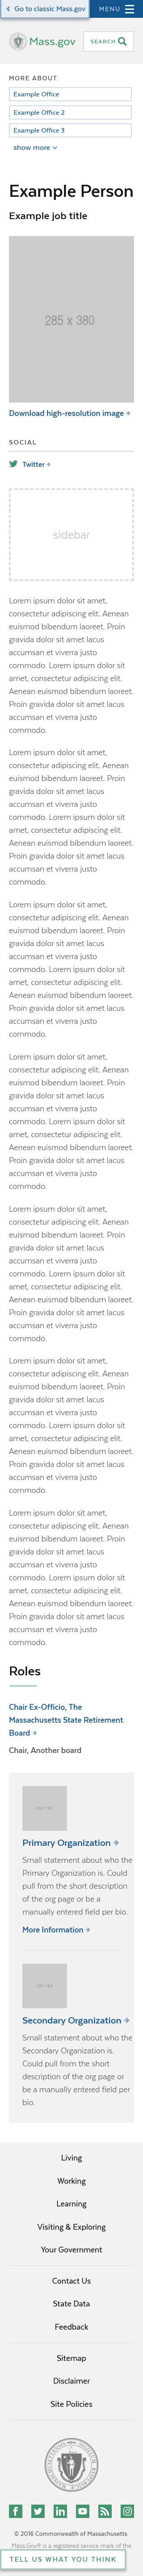 Go to classic Mass.gov
MENU
Mass.gov
SEARCH
MORE ABOUT:
Example Office
Example Office 2
Example Office 3
show more
Example Person
Example job title
285 x 380
Download high-resolution image
SOCIAL
Twitter
sidebar
Lorem ipsum dolor sit amet,
consectetur adipiscing elit. Aenean
euismod bibendum laoreet. Proin
gravida dolor sit amet lacus
accumsan et viverra justo
commodo. Lorem ipsum dolor sit
amet, consectetur adipiscing elit.
Aenean euismod bibendum laoreet.
Proin gravida dolor sit amet lacus
accumsan et viverra justo
commodo.
Lorem ipsum dolor sit amet,
consectetur adipiscing elit. Aenean
euismod bibendum laoreet. Proin
gravida dolor sit amet lacus
accumsan et viverra justo
commodo. Lorem ipsum dolor sit
amet, consectetur adipiscing elit.
Aenean euismod bibendum laoreet.
Proin gravida dolor sit amet lacus
accumsan et viverra justo
commodo.
Lorem ipsum dolor sit amet,
consectetur adipiscing elit. Aenean
euismod bibendum laoreet. Proin
gravida dolor sit amet lacus
accumsan et viverra justo
commodo. Lorem ipsum dolor sit
amet, consectetur adipiscing elit.
Aenean euismod bibendum laoreet.
Proin gravida dolor sit amet lacus
accumsan et viverra justo
commodo.
Lorem ipsum dolor sit amet,
consectetur adipiscing elit. Aenean
euismod bibendum laoreet. Proin
gravida dolor sit amet lacus
accumsan et viverra justo
commodo. Lorem ipsum dolor sit
amet, consectetur adipiscing elit.
Aenean euismod bibendum laoreet.
Proin gravida dolor sit amet lacus
accumsan et viverra justo
commodo.
Lorem ipsum dolor sit amet,
consectetur adipiscing elit. Aenean
euismod bibendum laoreet. Proin
gravida dolor sit amet lacus
accumsan et viverra justo
commodo. Lorem ipsum dolor sit
amet, consectetur adipiscing elit.
Aenean euismod bibendum laoreet.
Proin gravida dolor sit amet lacus
accumsan et viverra justo
commodo.
Lorem ipsum dolor sit amet,
consectetur adipiscing elit. Aenean
euismod bibendum laoreet. Proin
gravida dolor sit amet lacus
accumsan et viverra justo
commodo. Lorem ipsum dolor sit
amet, consectetur adipiscing elit.
Aenean euismod bibendum laoreet.
Proin gravida dolor sit amet lacus
accumsan et viverra justo
commodo.
Lorem ipsum dolor sit amet,
consectetur adipiscing elit. Aenean
euismod bibendum laoreet. Proin
gravida dolor sit amet lacus
accumsan et viverra justo
commodo. Lorem ipsum dolor sit
amet, consectetur adipiscing elit.
Aenean euismod bibendum laoreet.
Proin gravida dolor sit amet lacus
accumsan et viverra justo
commodo.
Roles
Chair Ex-Officio, The
Massachusetts State Retirement
Board
Chair, Another board
Primary Organization
Small statement about who the
Primary Organization is. Could
pull from the short description
of the org page or be a
manually entered field per bio.
More Information
Secondary Organization
Small statement about who the
Secondary Organization is.
Could pull from the short
description of the org page or
be a manually entered field per
bio.
Living
Working
Learning
Visiting & Exploring
Your Government
Contact Us
State Data
Feedback
Sitemap
Disclaimer
Site Policies
© 2016 Commonwealth of Massachusetts.
Mass.Gov® is a registered service mark of the
TELL US WHAT YOU THINK